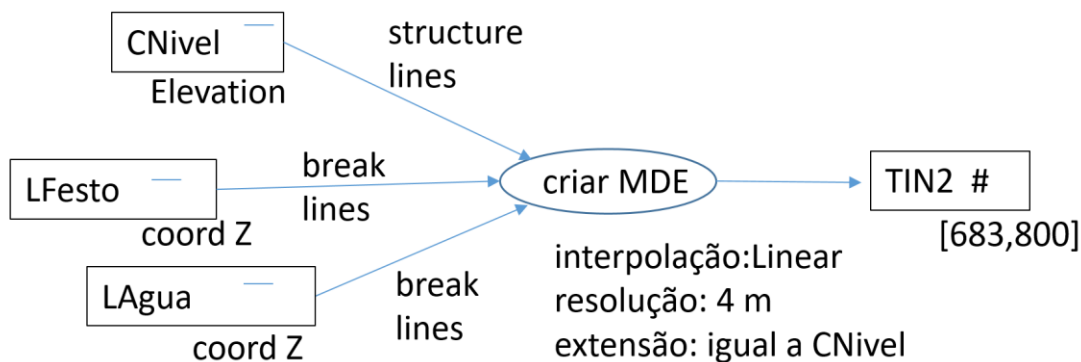 CNivel
Elevation
structure
lines
LFesto
coord Z
break
lines
LAgua
coord Z
break
lines
criar MDE
interpolação:Linear
resolução: 4 m
extensão: igual a CNivel
TIN2 #
[683,800]